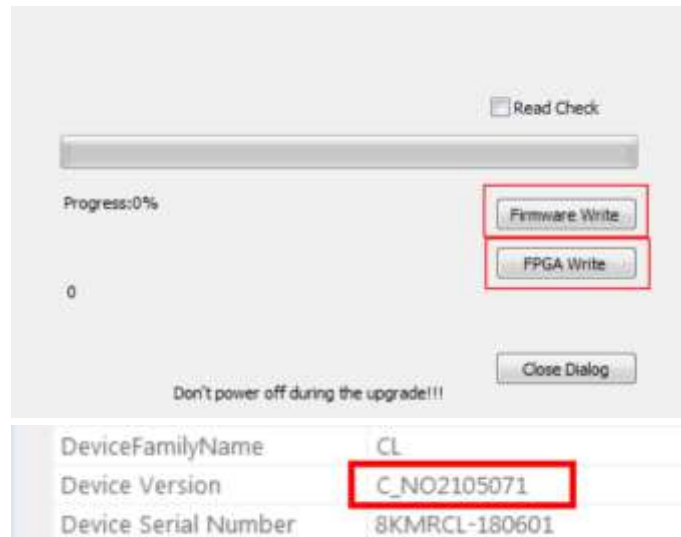 Read Check
Progress:0%
Firmware Write
FPGA Write
0
Close Dialog
Don't power off during the upgrade!!!
DeviceFamilyName CL
Device Version C_NO2105071
Device Serial Number 8KMRCL-180601